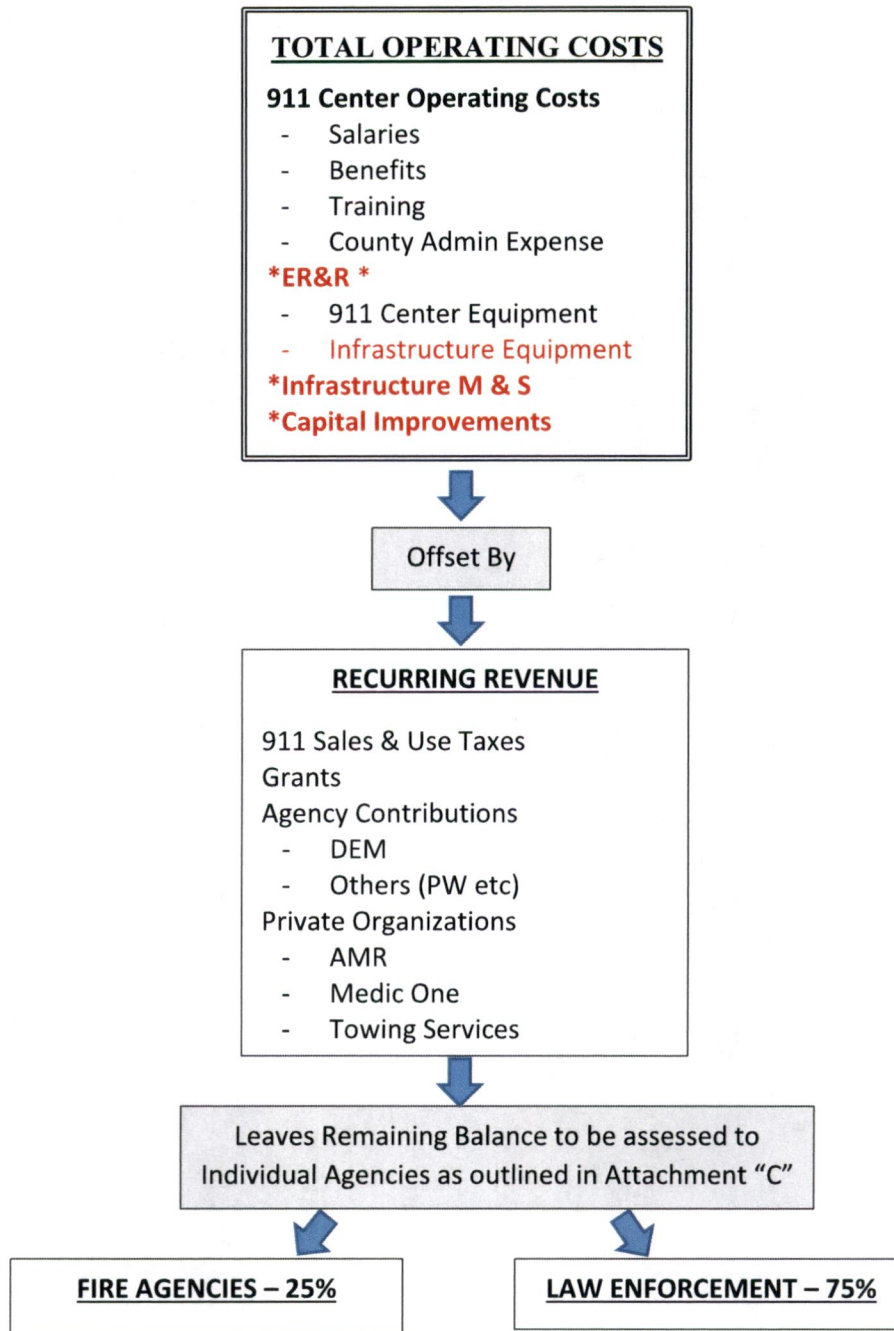 TOTAL OPERATING COSTS
911 Center Operating Costs
- Salaries
- Benefits
- Training
- County Admin Expense
*ER&R *
- 911 Center Equipment
- Infrastructure Equipment
*Infrastructure M & S
*Capital Improvements
Offset By
RECURRING REVENUE
911 Sales & Use Taxes
Grants
Agency Contributions
- DEM
- Others (PW etc)
Private Organizations
- AMR
- Medic One
- Towing Services
Leaves Remaining Balance to be assessed to
Individual Agencies as outlined in Attachment “C”
FIRE AGENCIES – 25%
LAW ENFORCEMENT – 75%